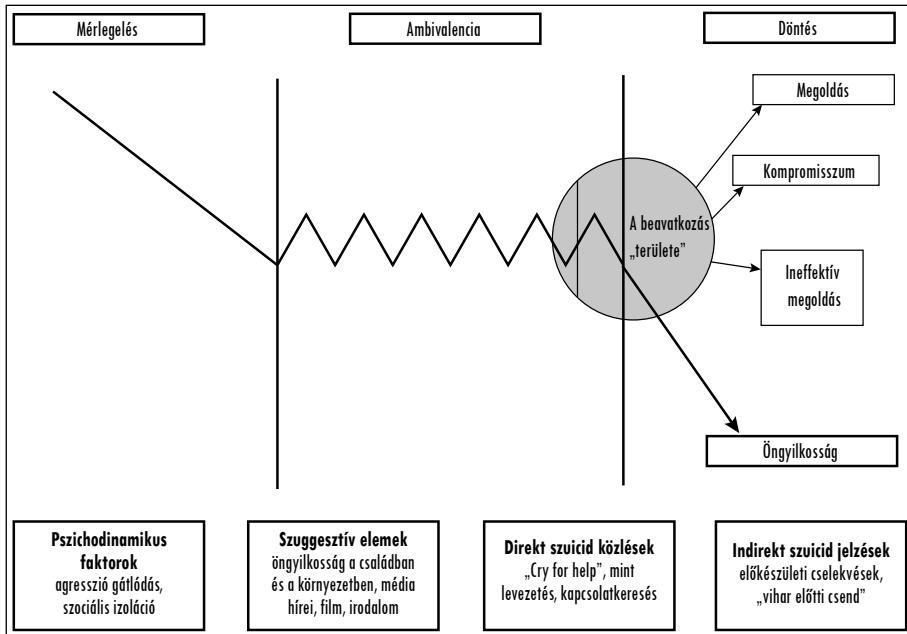 Mérlegelés
Ambivalencia
Döntés
Megoldás
Kompromisszum
A beavatkozás
„területe”
Ineffektív
megoldás
Öngyilkosság
Pszichodinamikus
faktorok
agresszió gátlódás,
szociális izoláció
Szuggesztív elemek
öngyilkosság a családban
és a környezetben, média
hírei, film, irodalom
Direkt szuicid közlések
„Cry for help”, mint
levezetés, kapcsolatkeresés
Indirekt szuicid jelzések
előkészületi cselekvések,
„vihar előtti csend”